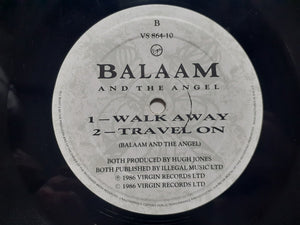 B
VS 864-10
Virgin
BALAAM
AND THE ANGEL
1–WALK AWAY
2–TRAVEL ON
(BALAAM AND THE ANGEL)
BOTH PRODUCED BY HUGH JONES
BOTH PUBLISHED BY ILLEGAL MUSIC LTD
℗ 1986 VIRGIN RECORDS LTD
© 1986 VIRGIN RECORDS LTD